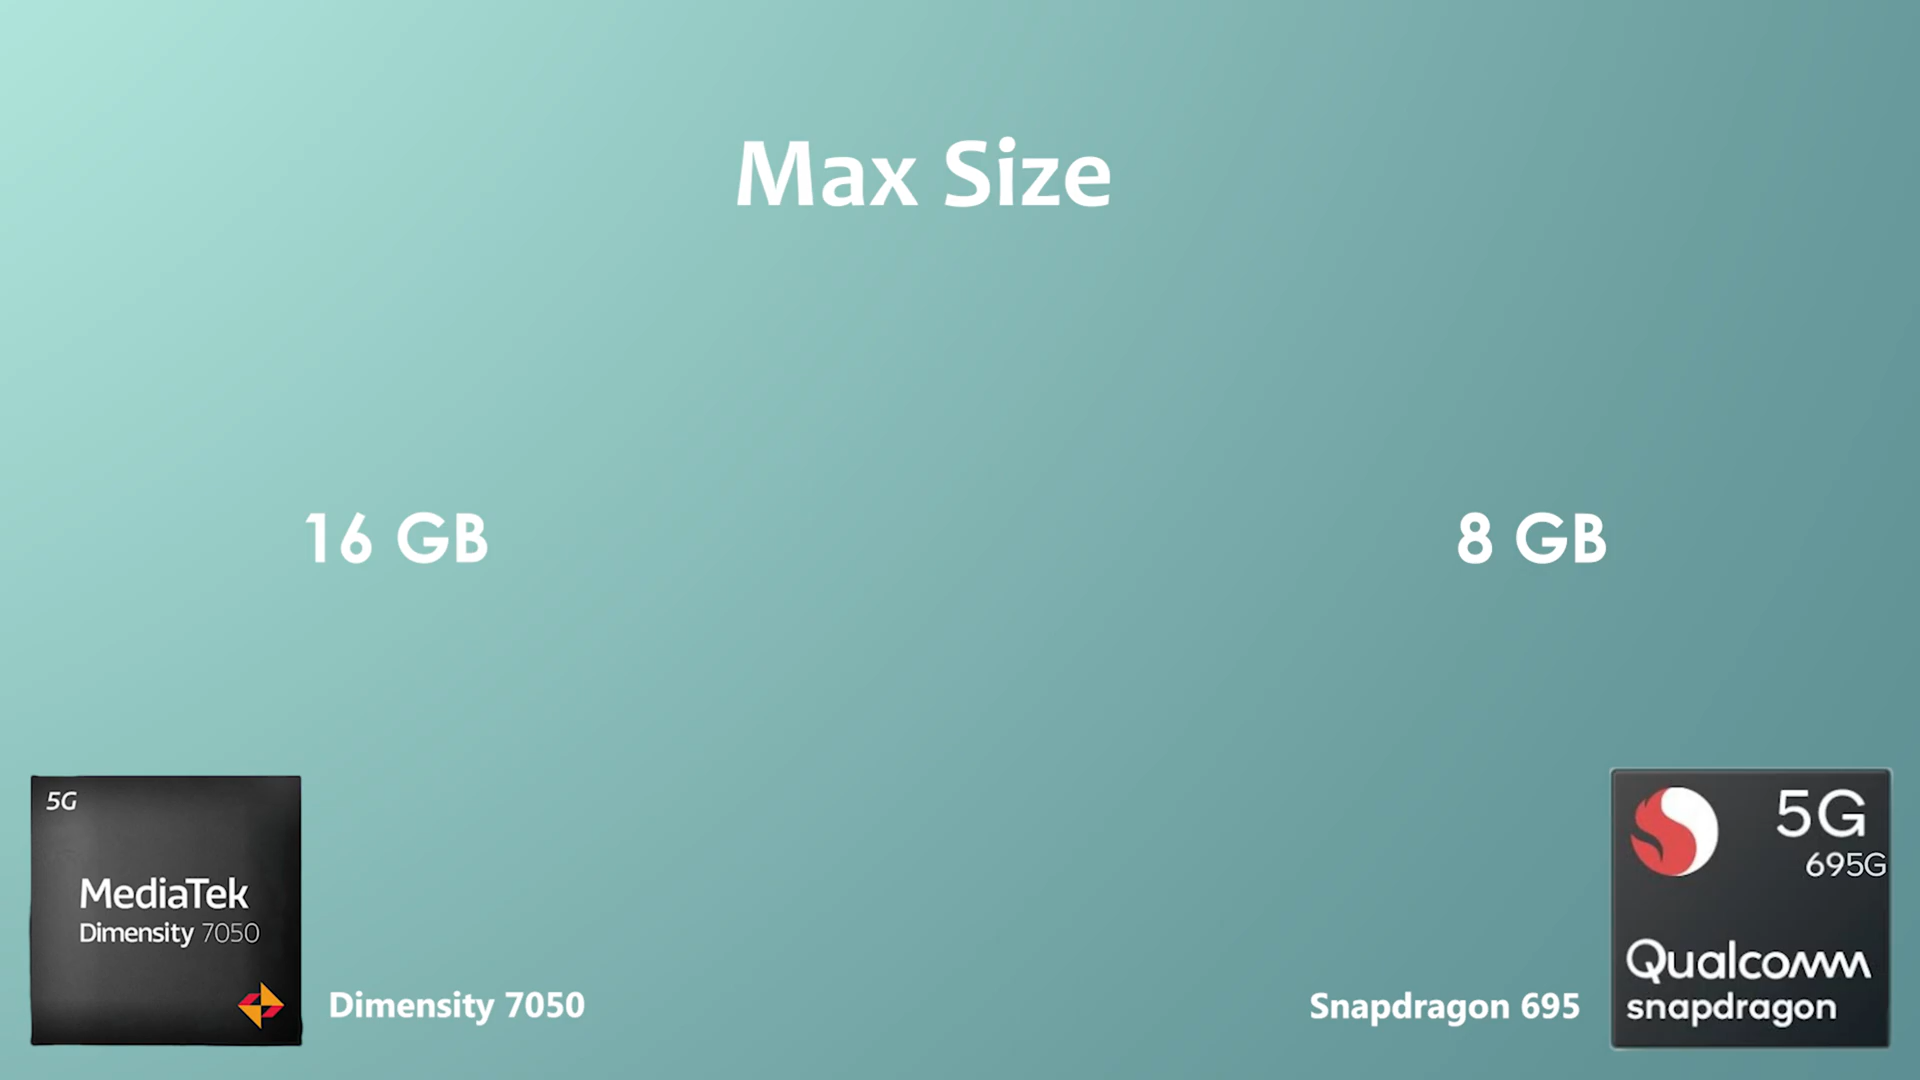 Max Size
16 GB
8 GB
5G
MediaTek
Dimensity 7050
Dimensity 7050
Snapdragon 695
5G
695G
Qualcomm
snapdragon